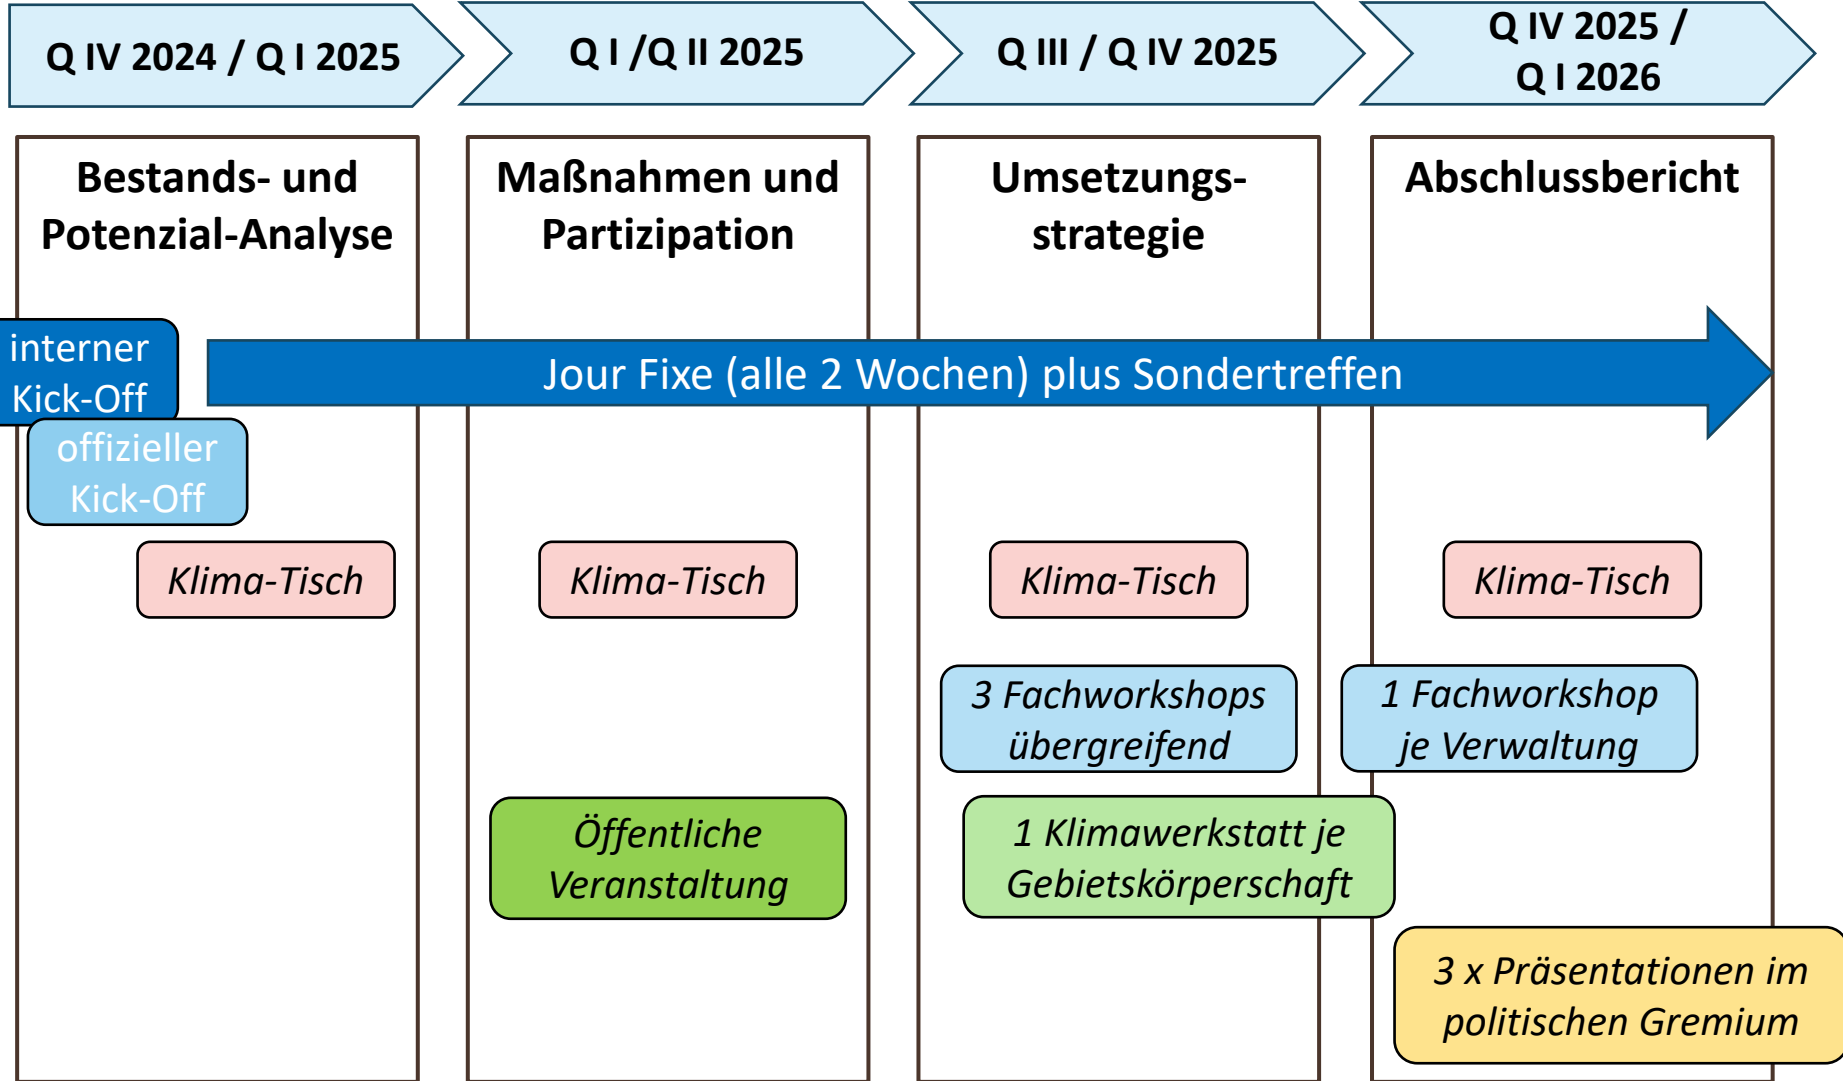 Q IV 2024 / Q I 2025
Q I /Q II 2025
Q III / Q IV 2025
Q IV 2025 /
Q I 2026
Bestands- und
Potenzial-Analyse
Maßnahmen und
Partizipation
Umsetzungs-
strategie
Abschlussbericht
interner
Kick-Off
Jour Fixe (alle 2 Wochen) plus Sondertreffen
offizieller
Kick-Off
Klima-Tisch
Klima-Tisch
Klima-Tisch
Klima-Tisch
3 Fachworkshops
übergreifend
1 Fachworkshop
je Verwaltung
Öffentliche
Veranstaltung
1 Klimawerkstatt je
Gebietskörperschaft
3 x Präsentationen im
politischen Gremium